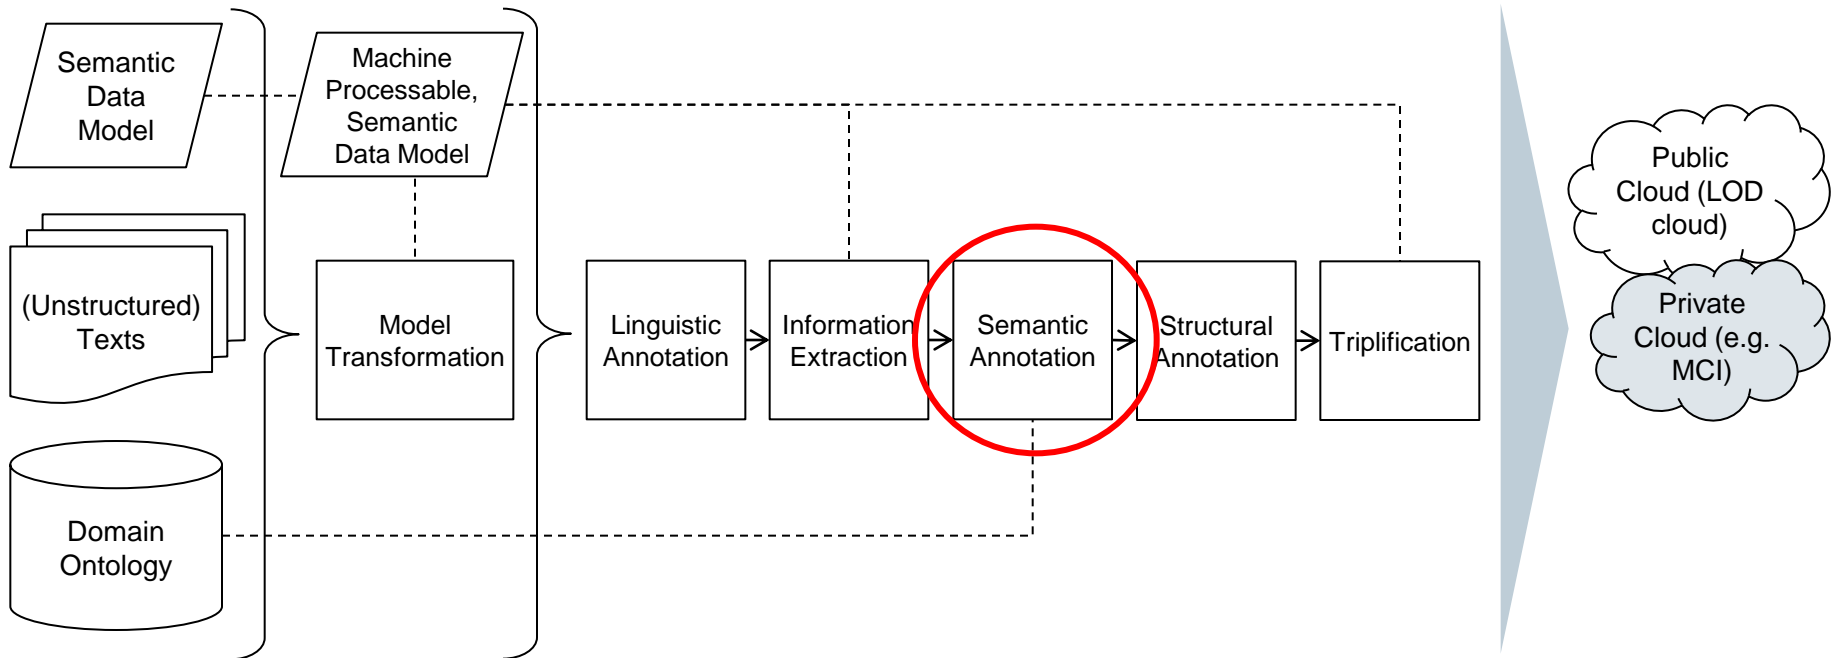 Semantic
Data
Model
Machine
Processable,
Semantic
Data Model
(Unstructured)
Texts
Domain
Ontology
Model
Transformation
Linguistic
Annotation
Information
Extraction
Semantic
Annotation
Structural
Annotation
Triplification
Public
Cloud (LOD
cloud)
Private
Cloud (e.g.
MCI)